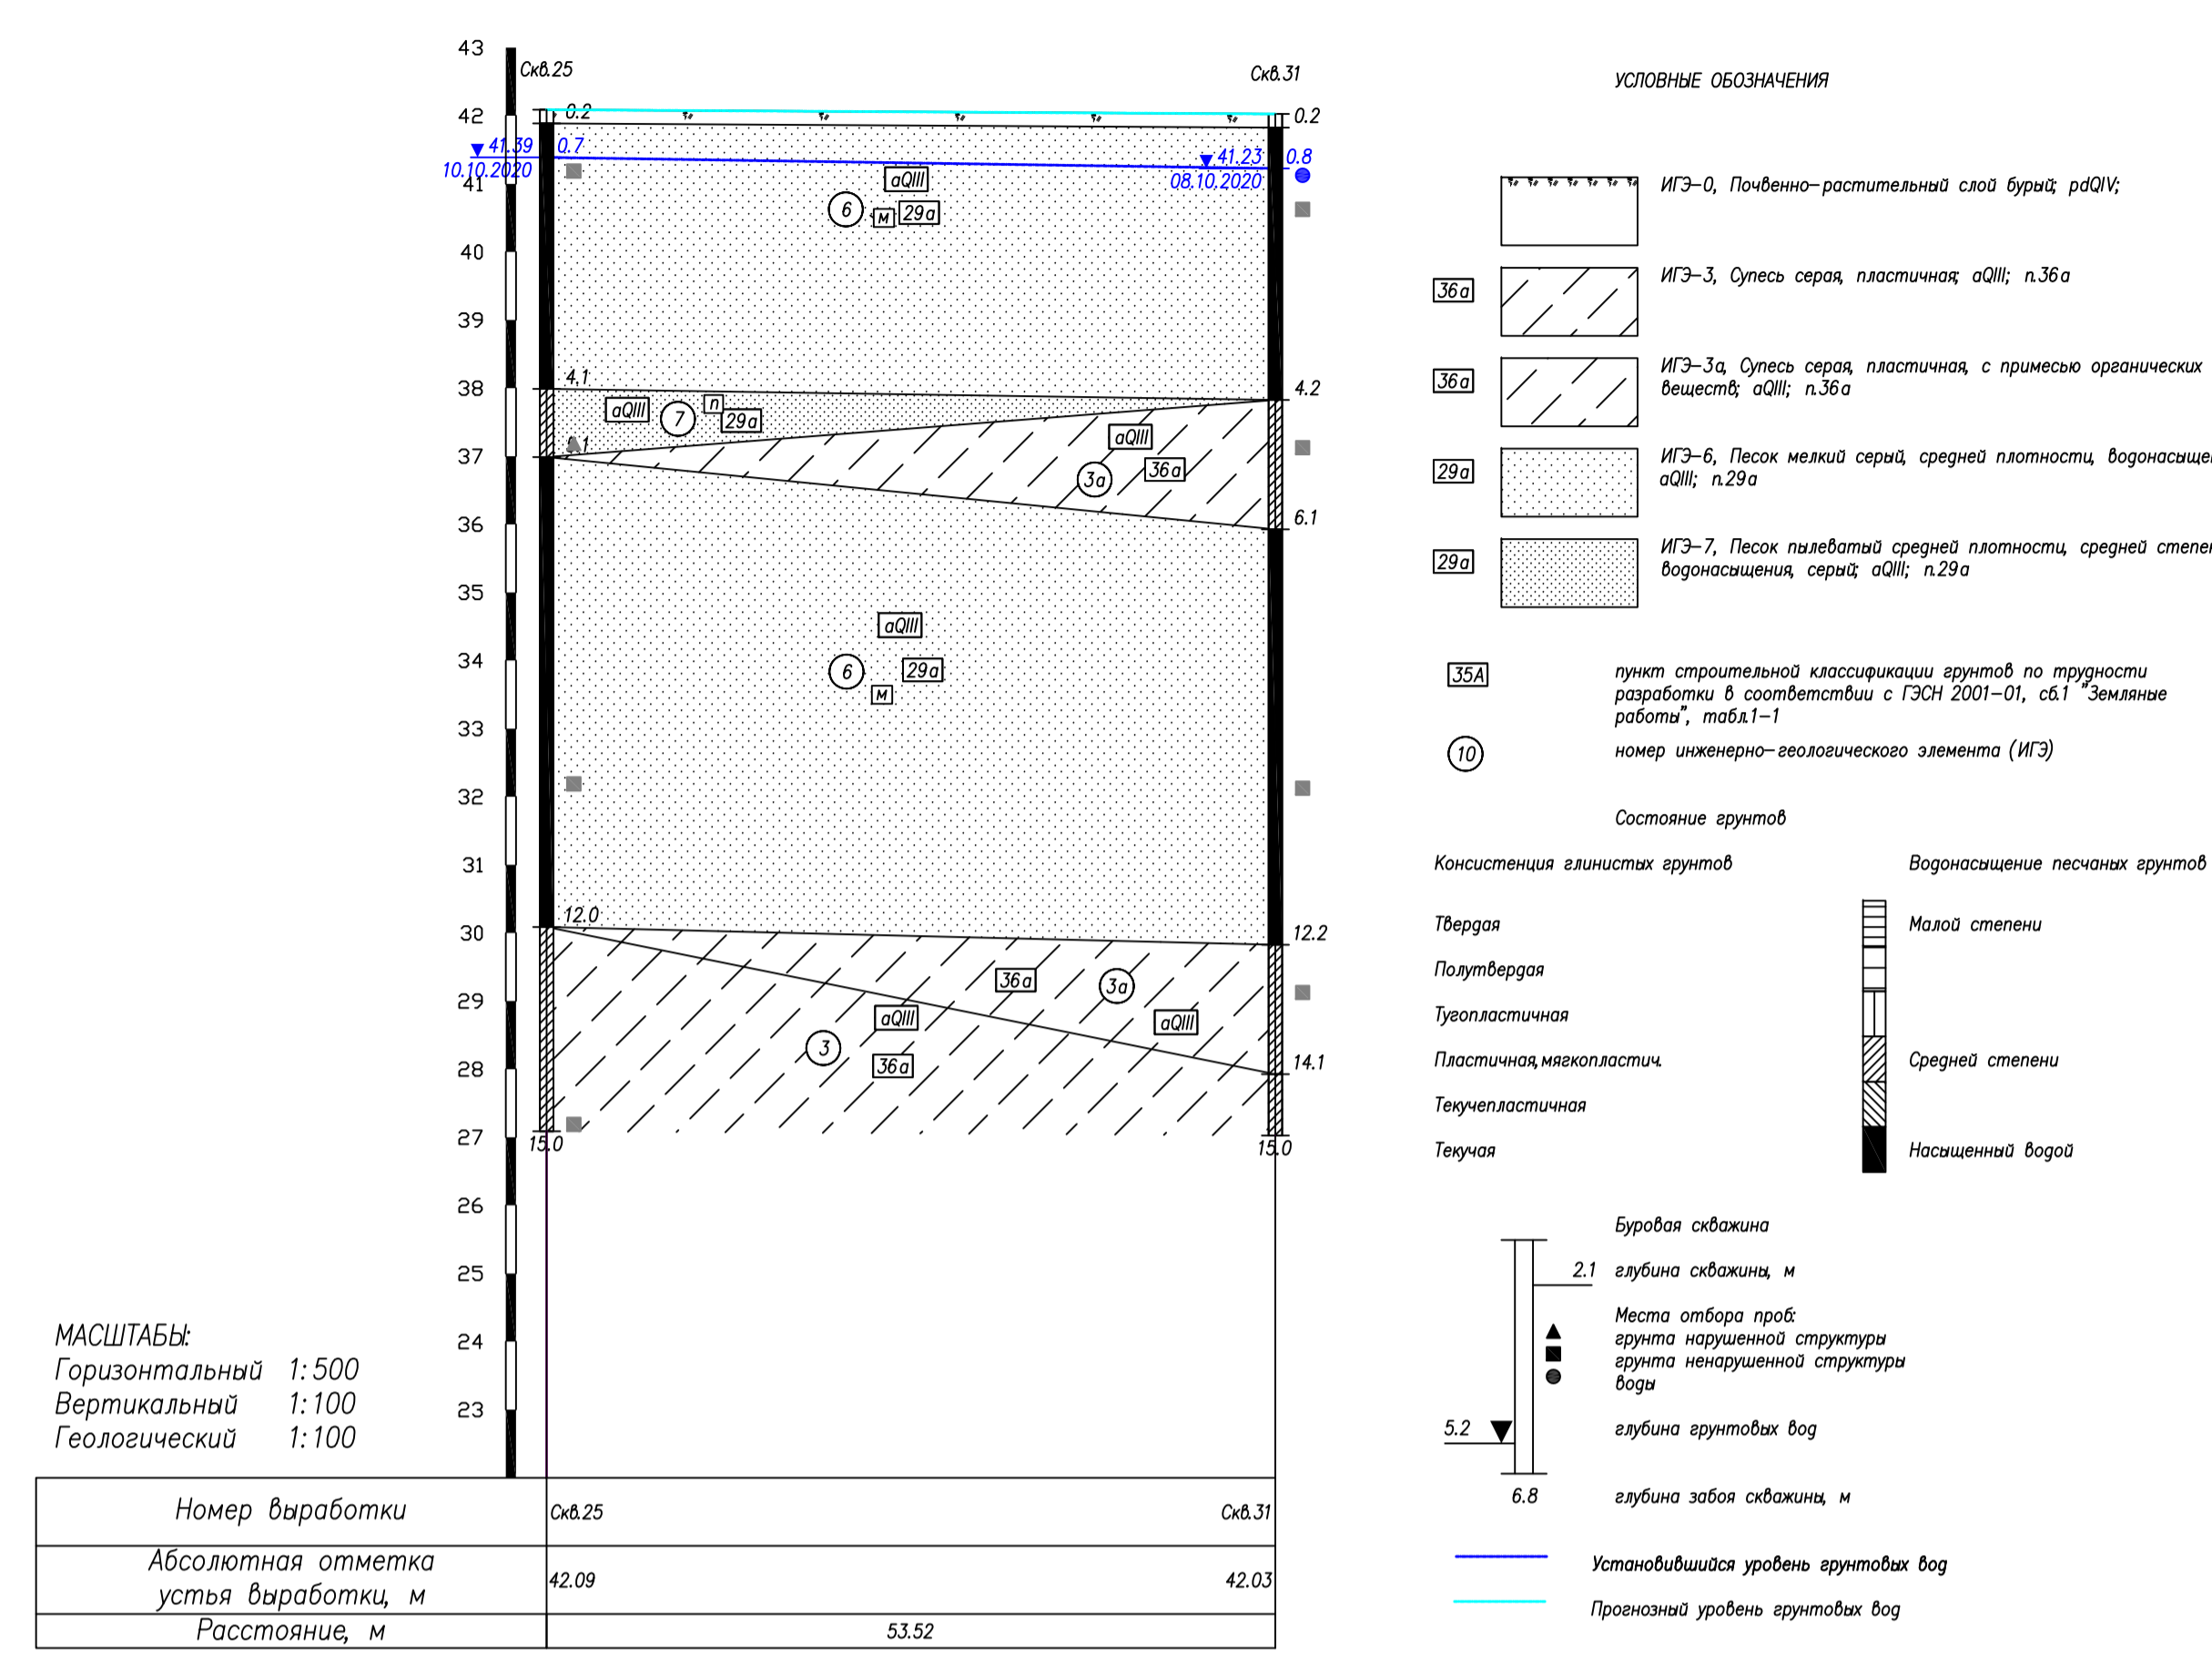 43
Скв.25
Скв.31
42
0.2
0.2
41.39
0.7
10.10.2020
41
41.23
0.8
08.10.2020
aQIII
6
м
29а
40
39
38
4.1
4.2
aQIII
7
п
29а
37
aQIII
3а
36а
36
6.1
35
aQIII
34
6
29а
м
33
32
31
12.0
30
12.2
36а
3а
29
aQIII
aQIII
3
36а
28
14.1
27
15.0
15.0
26
25
24
23
МАСШТАБЫ:
Горизонтальный 1:500
Вертикальный 1:100
Геологический 1:100
Номер выработки
Скв.25
Скв.31
Абсолютная отметка
устья выработки, м
42.09
42.03
Расстояние, м
53.52
УСЛОВНЫЕ ОБОЗНАЧЕНИЯ
ИГЭ-0, Почвенно-растительный слой бурый; pdQIV;
36а
ИГЭ-3, Супесь серая, пластичная; aQIII; п.36а
36а
ИГЭ-3а, Супесь серая, пластичная, с примесью органических
веществ; aQIII; п.36а
29а
ИГЭ-6, Песок мелкий серый, средней плотности,
aQIII; п.29а
29а
ИГЭ-7, Песок пылеватый средней плотности, средней
водонасыщения, серый; aQIII; п.29а
35А
пункт строительной классификации грунтов по трудности
разработки в соответствии с ГЭСН 2001-01, сб.1 "Земляные
работы", табл.1-1
10
номер инженерно-геологического элемента (ИГЭ)
Состояние грунтов
Консистенция глинистых грунтов
Водонасыщение песчаных грунтов
Твердая
Малой степени
Полутвердая
Тугопластичная
Пластичная, мягкопластич.
Средней степени
Текучепластичная
Текучая
Насыщенный водой
Буровая скважина
2.1
глубина скважины, м
Места отбора проб:
грунта нарушенной структуры
грунта ненарушенной структуры
воды
5.2
глубина грунтовых вод
6.8
глубина забоя скважины, м
Установившийся уровень грунтовых вод
Прогнозный уровень грунтовых вод